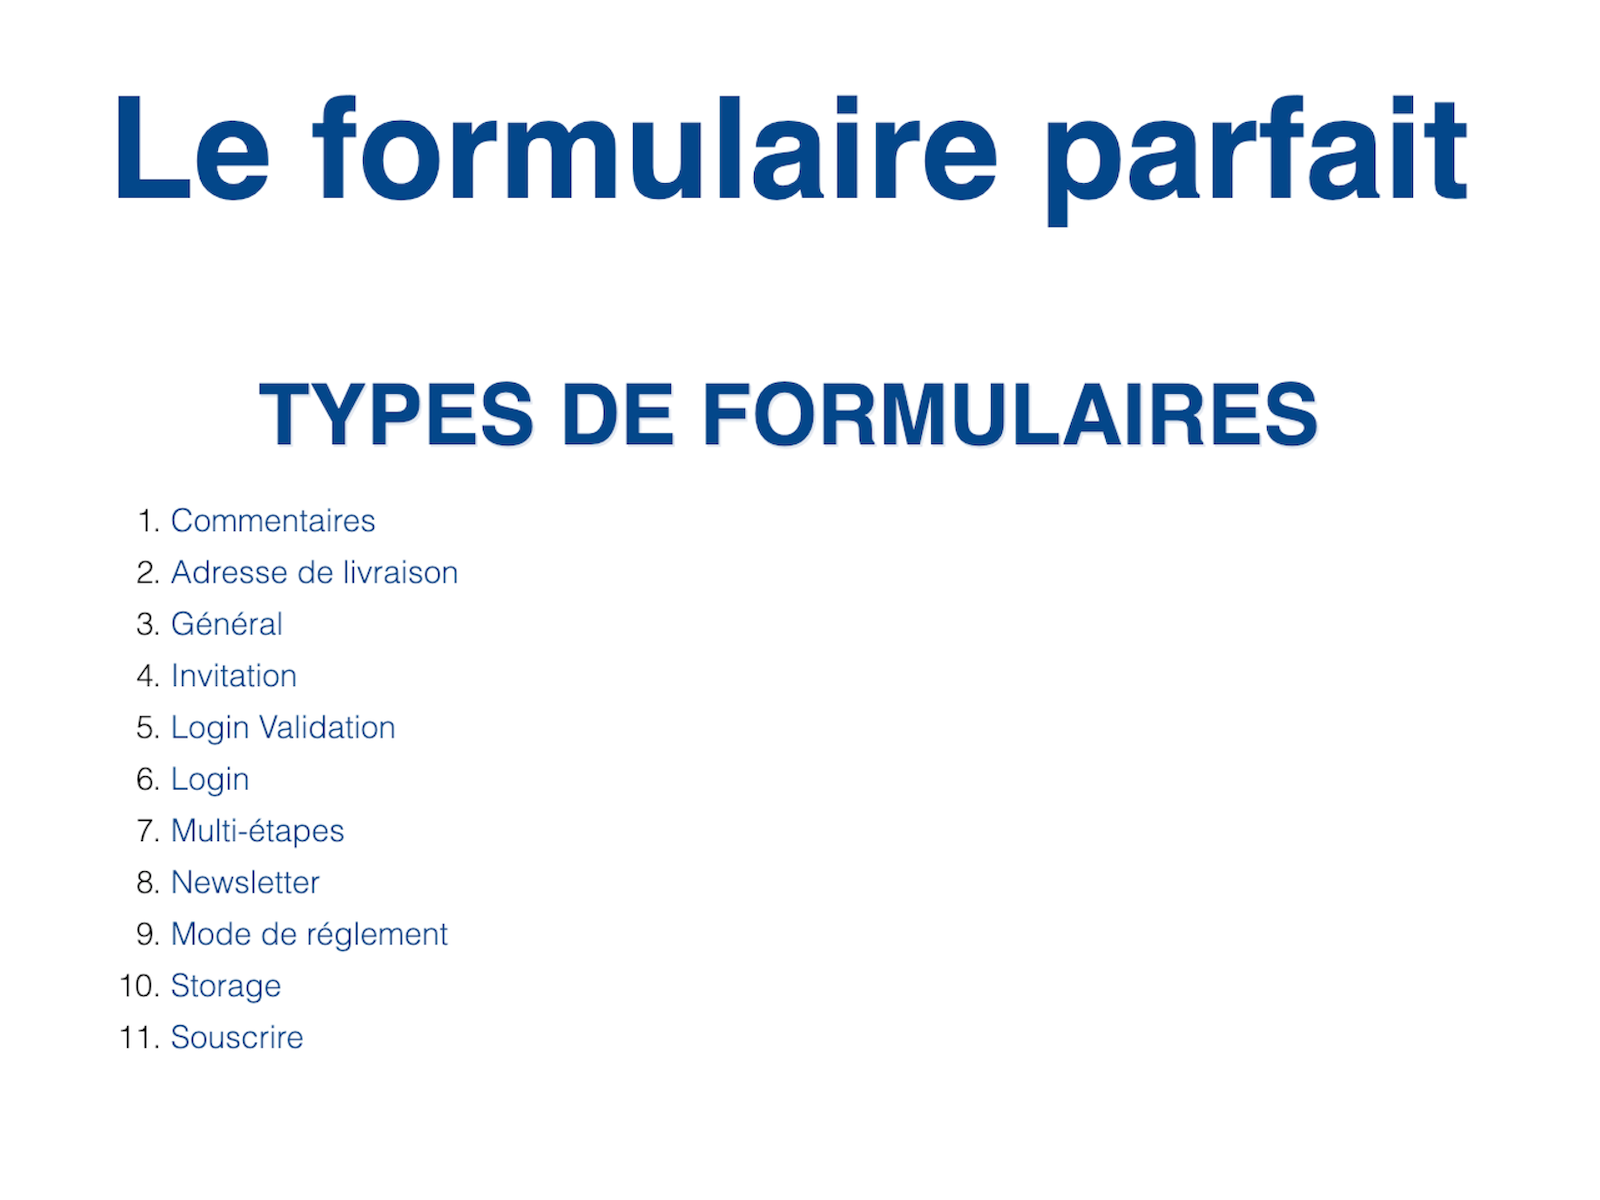 Le formulaire parfait
TYPES DE FORMULAIRES
1. Commentaires
2. Adresse de livraison
3. Général
4. Invitation
5. Login Validation
6. Login
7. Multi-étapes
8. Newsletter
9. Mode de réglement
10. Storage
11. Souscrire